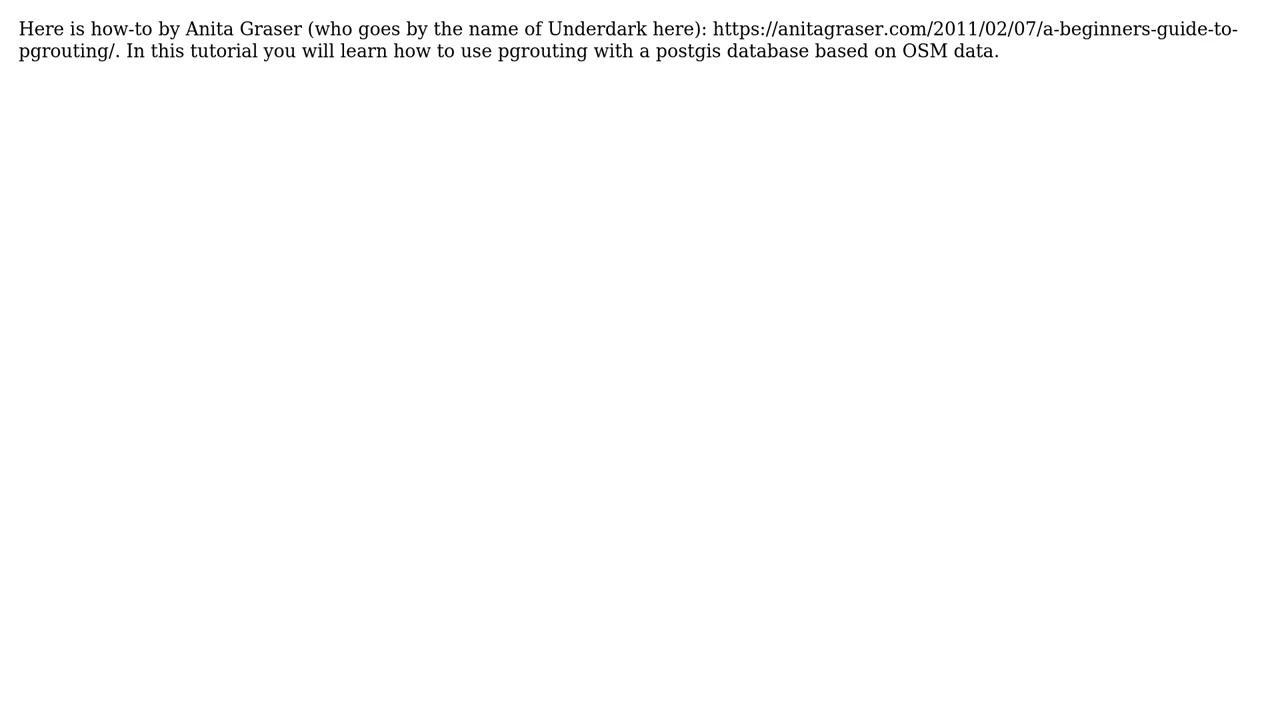 Here is how-to by Anita Graser (who goes by the name of Underdark here): https://anitagraser.com/2011/02/07/a-beginners-guide-to-
pgrouting/. In this tutorial you will learn how to use pgrouting with a postgis database based on OSM data.